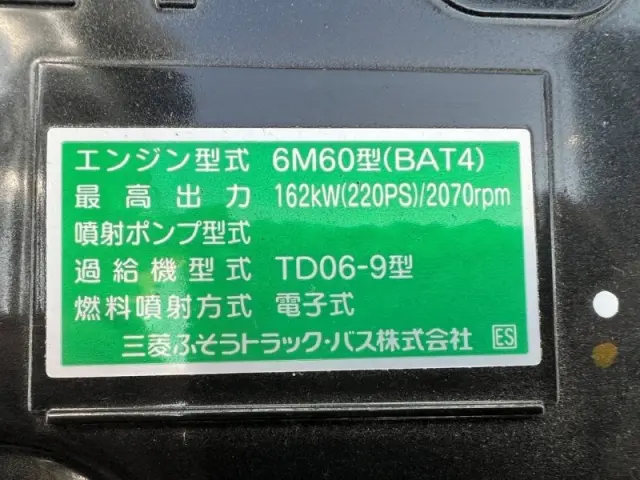 エンジン型式 6M60型(BAT4)
最高出力 162kW(220PS)/2070rpm
噴射ポンプ型式
過給機型式 TD06-9型
燃料噴射方式 電子式
三菱ふそうトラック・バス株式会社 ES